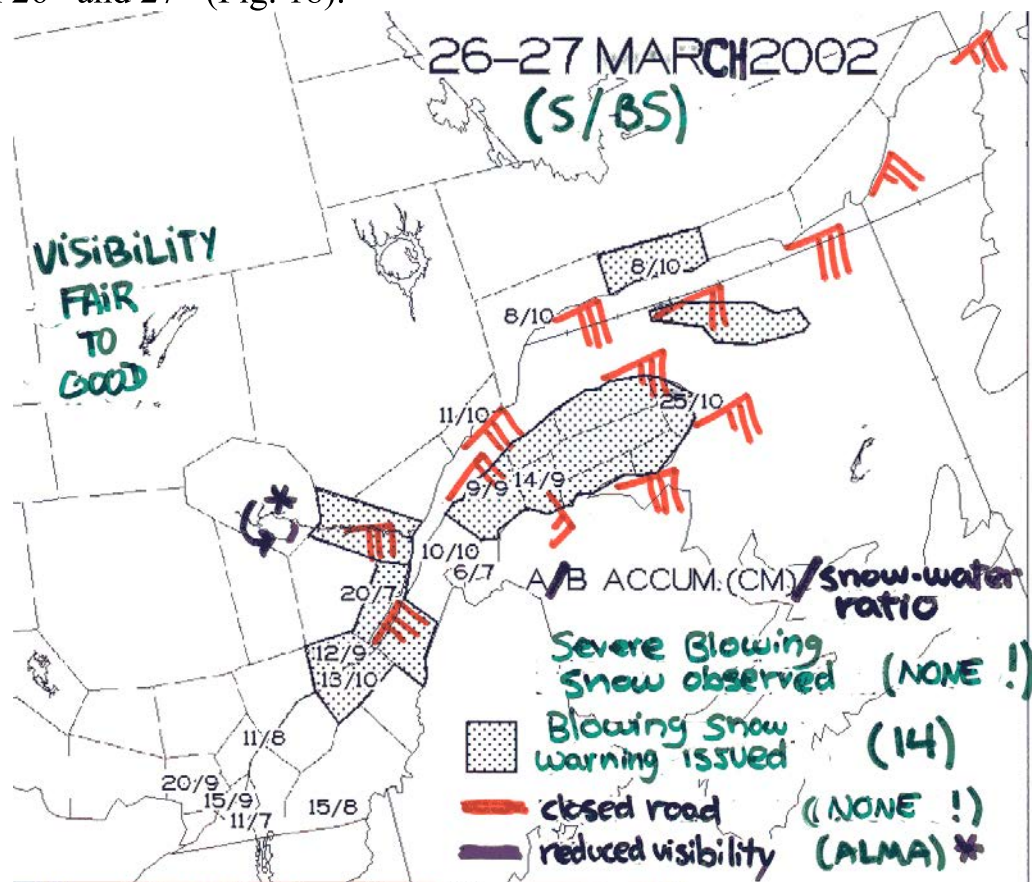 26 and 27 (Fig. 18).
26-27 MARCH 2002
(S/BS)
VISIBILITY
FAIR
TO
GOOD
8/10
8/10
11/10
25/10
9/9
14/9
10/10
6/7
20/7
12/9
13/10
11/8
20/9
15/9
11/7
15/8
A/B ACCUM.(CM)/snow-water
ratio
Severe Blowing
Snow observed (NONE !)
Blowing Snow
warning issued (14)
closed road (NONE !)
reduced visibility (ALMA) *